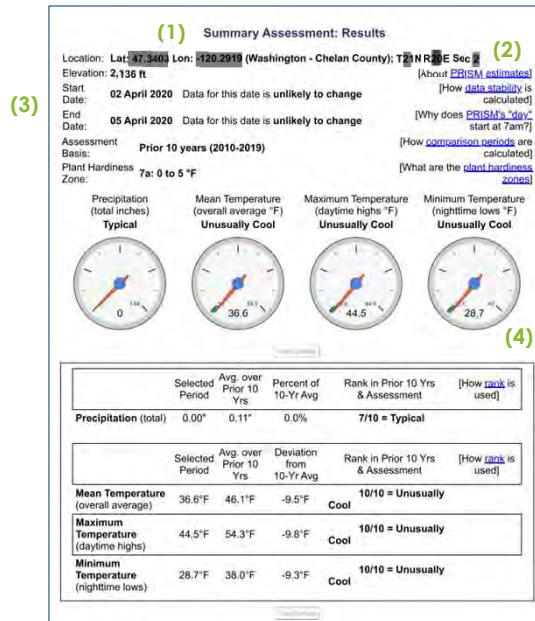 Summary Assessment: Results
(1)
Location: Lat: 47.3403 Lon: -120.2919 (Washington - Chelan County); T21N R20E Sec 2
(2)
Elevation: 2,136 ft
[About PRISM estimates]
(3)
Start Date: 02 April 2020 Data for this date is unlikely to change
[How data stability is calculated]
End Date: 05 April 2020 Data for this date is unlikely to change
[Why does PRISM's "day" start at 7am?]
Assessment Basis: Prior 10 years (2010-2019)
[How comparison periods are calculated]
Plant Hardiness Zone: 7a: 0 to 5 °F
[What are the plant hardiness zones]
Precipitation (total inches) Typical
Mean Temperature (overall average °F) Unusually Cool
Maximum Temperature (daytime highs °F) Unusually Cool
Minimum Temperature (nighttime lows °F) Unusually Cool
0 36.6 44.5 28.7
(4)
Selected Period Avg. over Prior 10 Yrs Percent of 10-Yr Avg Rank in Prior 10 Yrs & Assessment [How rank is used]
Precipitation (total) 0.00" 0.11" 0.0% 7/10 = Typical
Selected Period Avg. over Prior 10 Yrs Deviation from 10-Yr Avg Rank in Prior 10 Yrs & Assessment [How rank is used]
Mean Temperature (overall average) 36.6°F 46.1°F -9.5°F 10/10 = Unusually Cool
Maximum Temperature (daytime highs) 44.5°F 54.3°F -9.8°F 10/10 = Unusually Cool
Minimum Temperature (nighttime lows) 28.7°F 38.0°F -9.3°F 10/10 = Unusually Cool